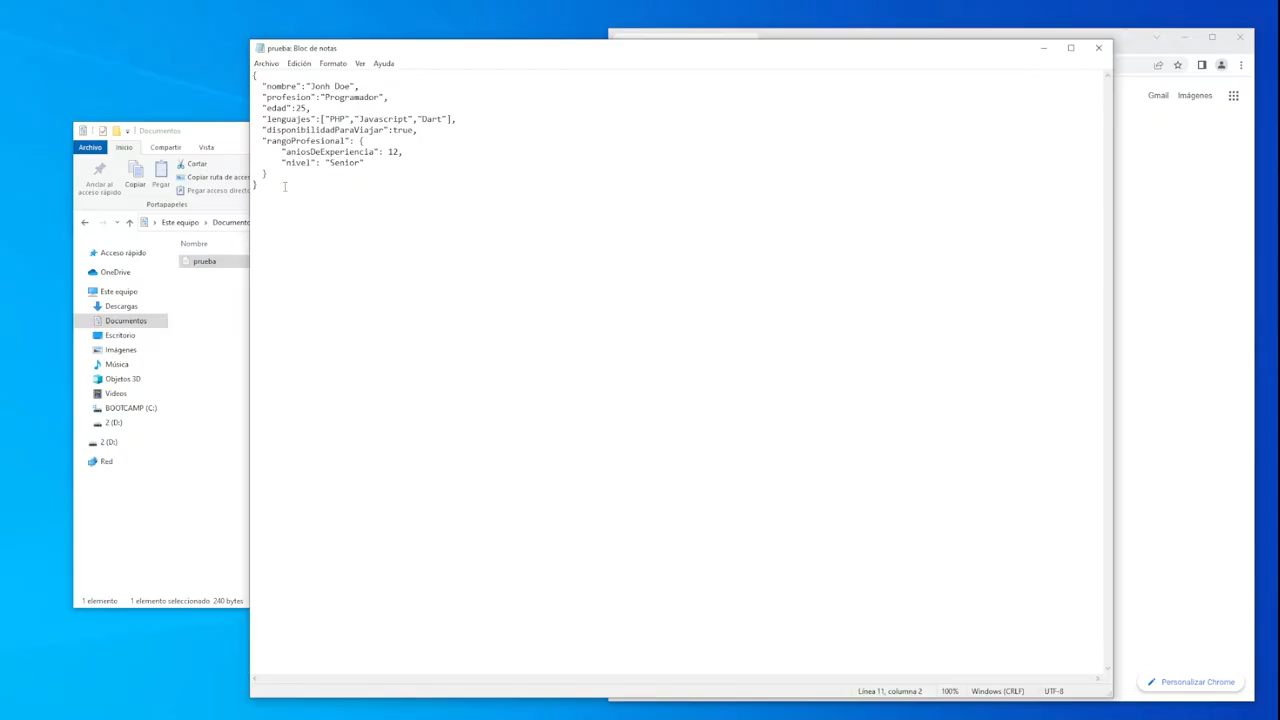 prueba: Bloc de notas
Archivo Edición Formato Ver Ayuda
{
"nombre":"Jonh Doe",
"profesion":"Programador",
"edad":25,
"lenguajes":["PHP","Javascript","Dart"],
"disponibilidadParaViajar":true,
"rangoProfesional": {
"aniosDeExperiencia": 12,
"nivel": "Senior"
}
}
Línea 11, columna 2 100% Windows (CRLF) UTF-8
Documentos
Archivo Inicio Compartir Vista
Anclar al acceso rápido
Copiar
Pegar
Cortar
Copiar ruta de acces
Pegar acceso direct
Portapapeles
Este equipo > Document
Nombre
prueba
Acceso rápido
OneDrive
Este equipo
Descargas
Documentos
Escritorio
Imágenes
Música
Objetos 3D
Videos
BOOTCAMP (C:)
2 (D:)
2 (D:)
Red
1 elemento 1 elemento seleccionado 240 bytes
Gmail Imágenes
Personalizar Chrome